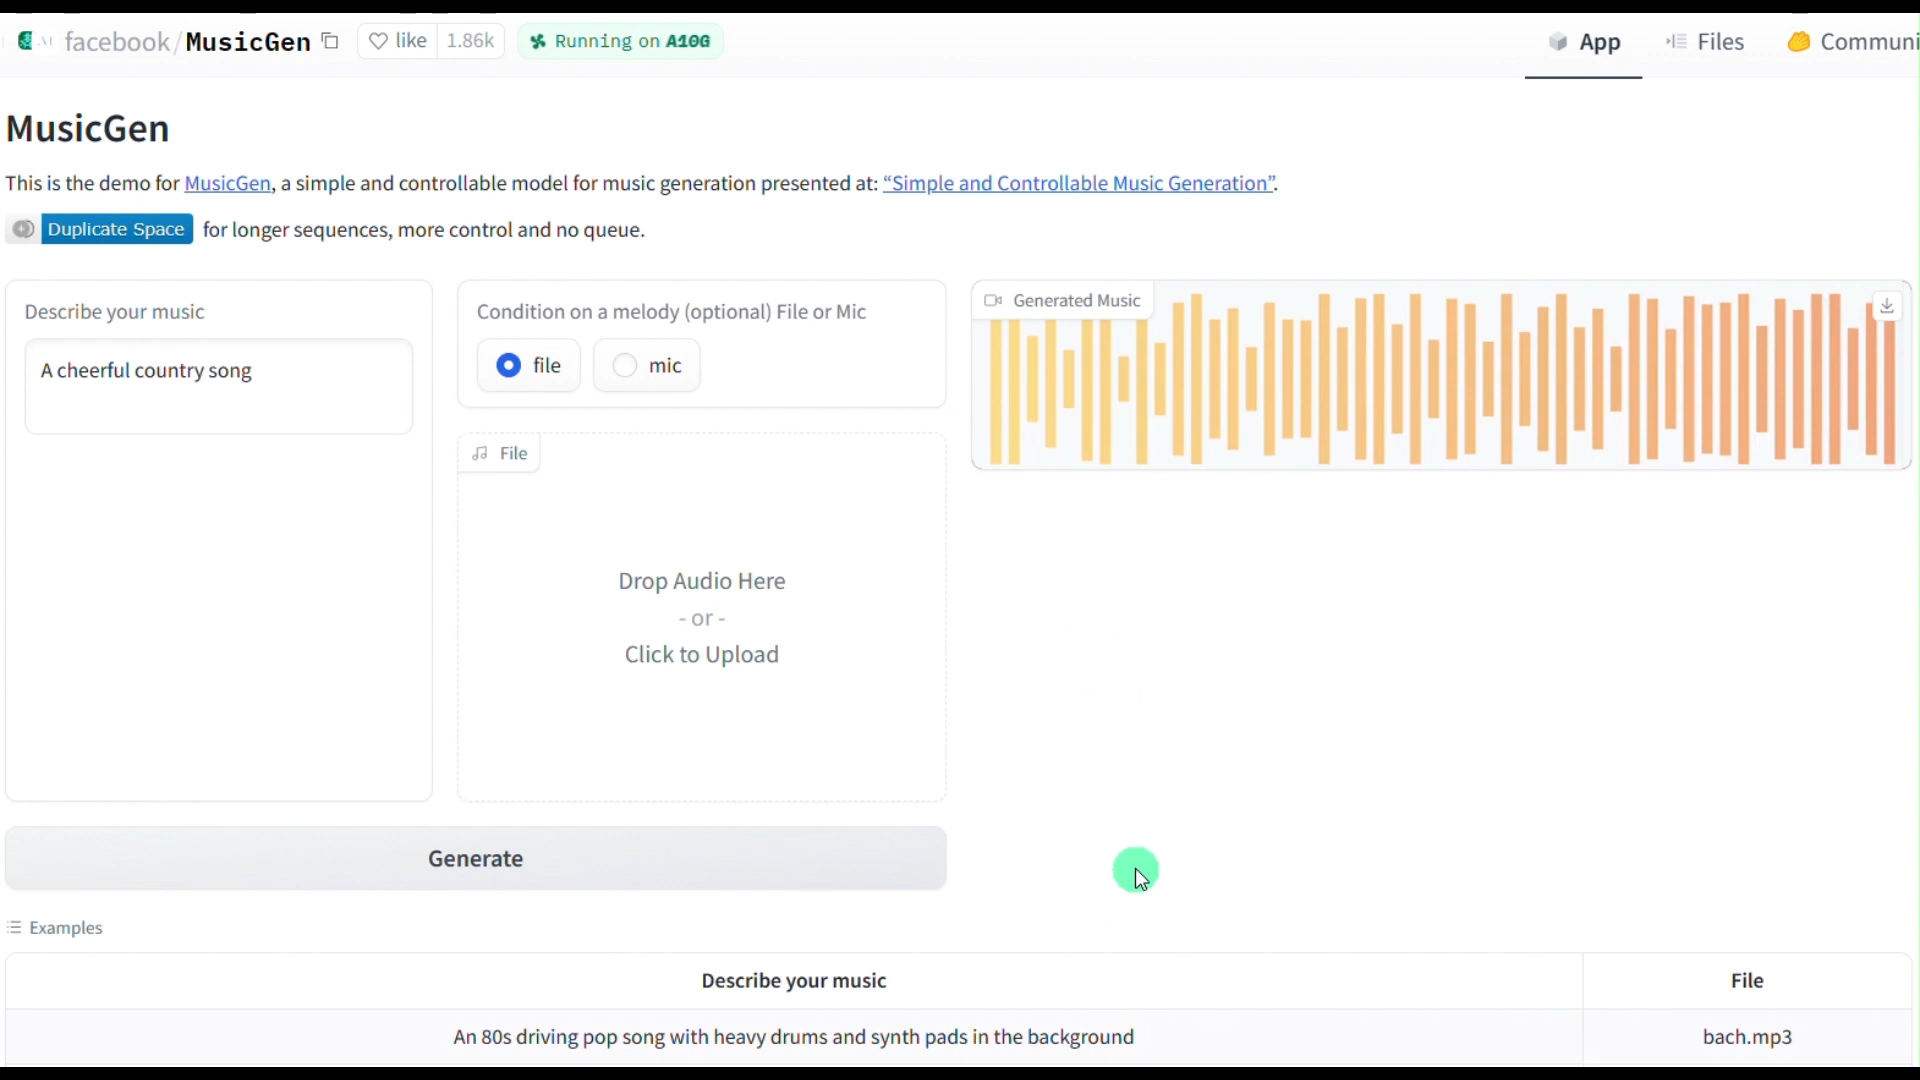 facebook/MusicGen like 1.86k Running on A10G App Files Communi
MusicGen
This is the demo for MusicGen, a simple and controllable model for music generation presented at: “Simple and Controllable Music Generation”.
Duplicate Space for longer sequences, more control and no queue.
Describe your music
A cheerful country song
Condition on a melody (optional) File or Mic
file mic
File
Drop Audio Here
- or -
Click to Upload
Generated Music
Generate
Examples
Describe your music File
An 80s driving pop song with heavy drums and synth pads in the background bach.mp3